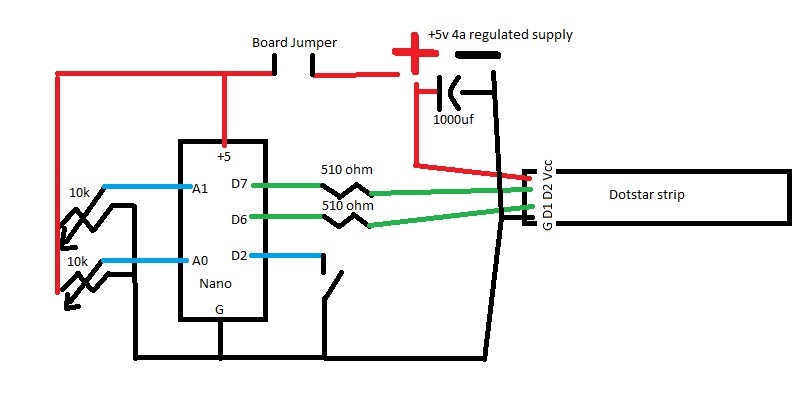 +5v 4a regulated supply
Board Jumper
1000uf
+5
510 ohm
D7
A1
10k
510 ohm
D6
10k
A0
D2
Nano
G
G D1 D2 Vcc
Dotstar strip